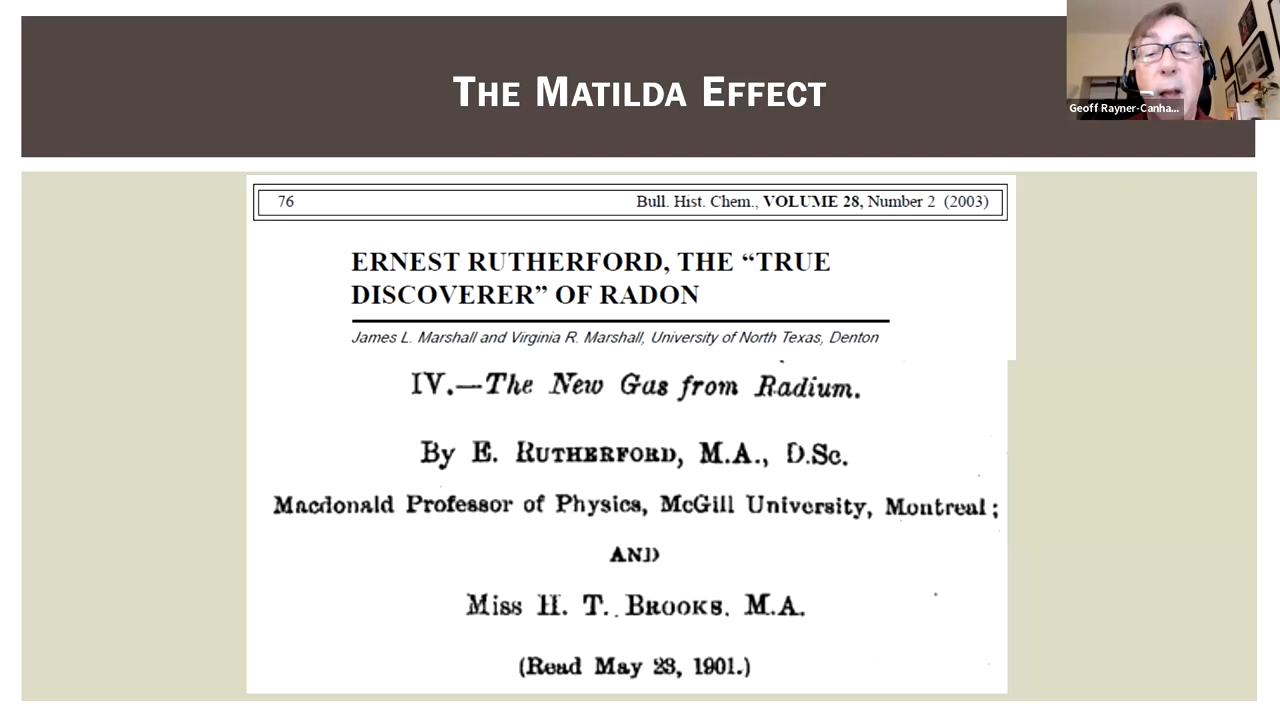 THE MATILDA EFFECT
Geoff Rayner-Canha...
76 Bull. Hist. Chem., VOLUME 28, Number 2 (2003)
ERNEST RUTHERFORD, THE “TRUE
DISCOVERER” OF RADON
James L. Marshall and Virginia R. Marshall, University of North Texas, Denton
IV.—The New Gas from Radium.
By E. RUTHERFORD, M.A., D.Sc.
Macdonald Professor of Physics, McGill University, Montreal;
AND
Miss H. T. BROOKS. M.A.
(Read May 23, 1901.)